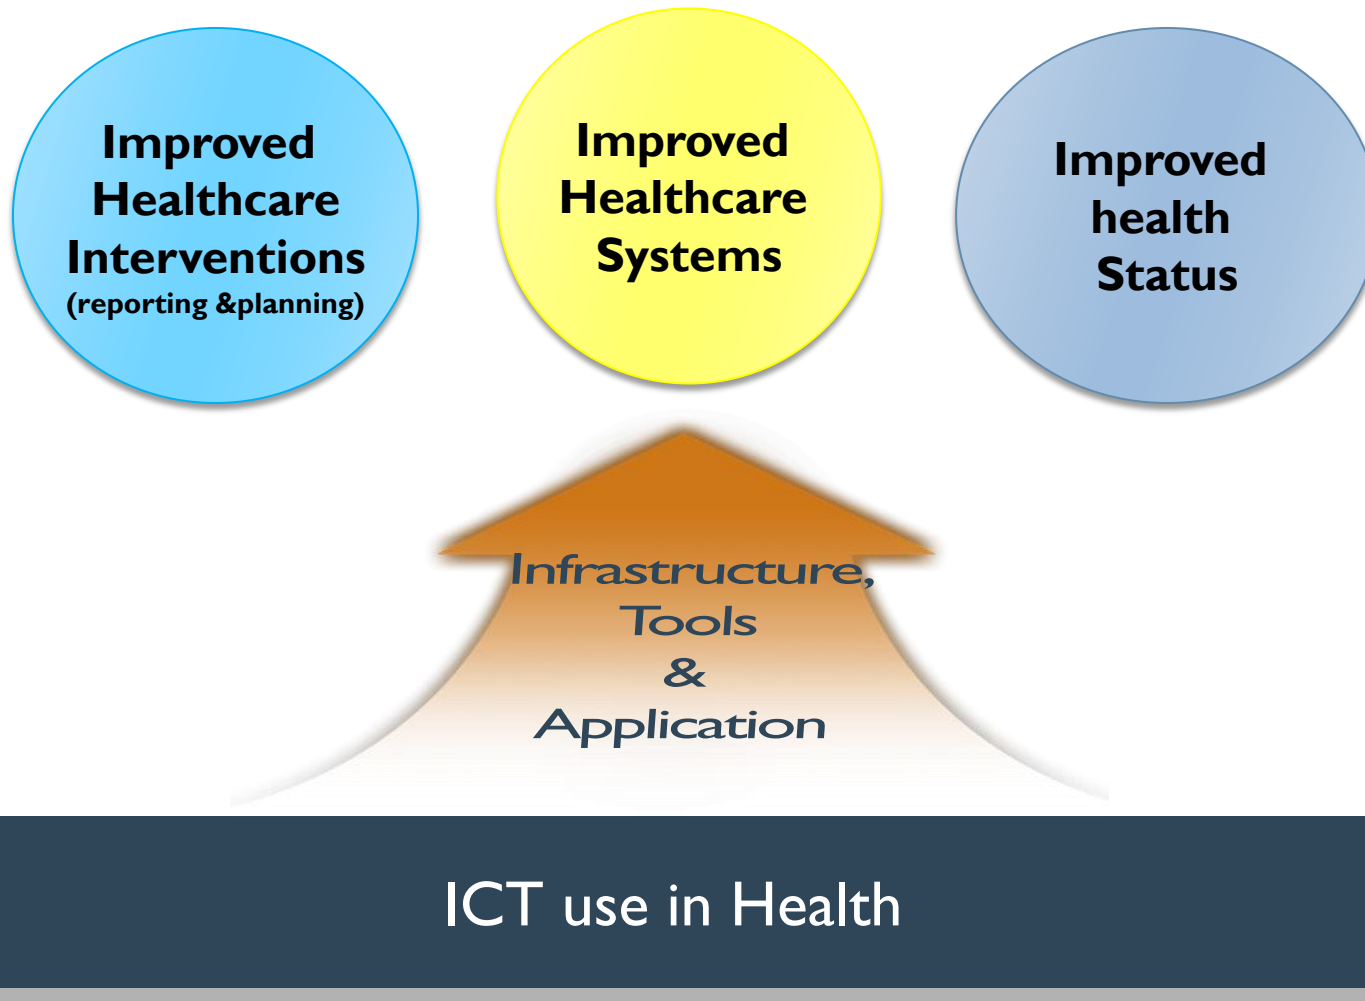 Improved
Healthcare
Interventions
(reporting &planning)
Improved
Healthcare
Systems
Improved
health
Status
Infrastructure,
Tools
&
Application
ICT use in Health